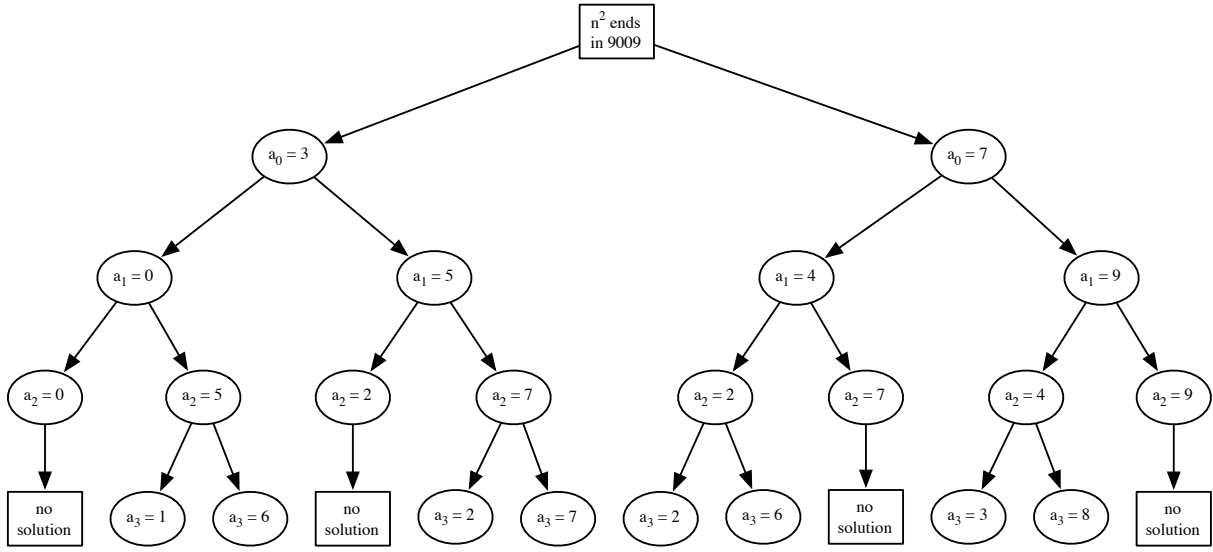 n² ends
in 9009
a₀ = 3
a₀ = 7
a₁ = 0
a₁ = 5
a₁ = 4
a₁ = 9
a₂ = 0
a₂ = 5
a₂ = 2
a₂ = 7
a₂ = 2
a₂ = 7
a₂ = 4
a₂ = 9
no
solution
a₃ = 1
a₃ = 6
no
solution
a₃ = 2
a₃ = 7
a₃ = 2
a₃ = 6
no
solution
a₃ = 3
a₃ = 8
no
solution